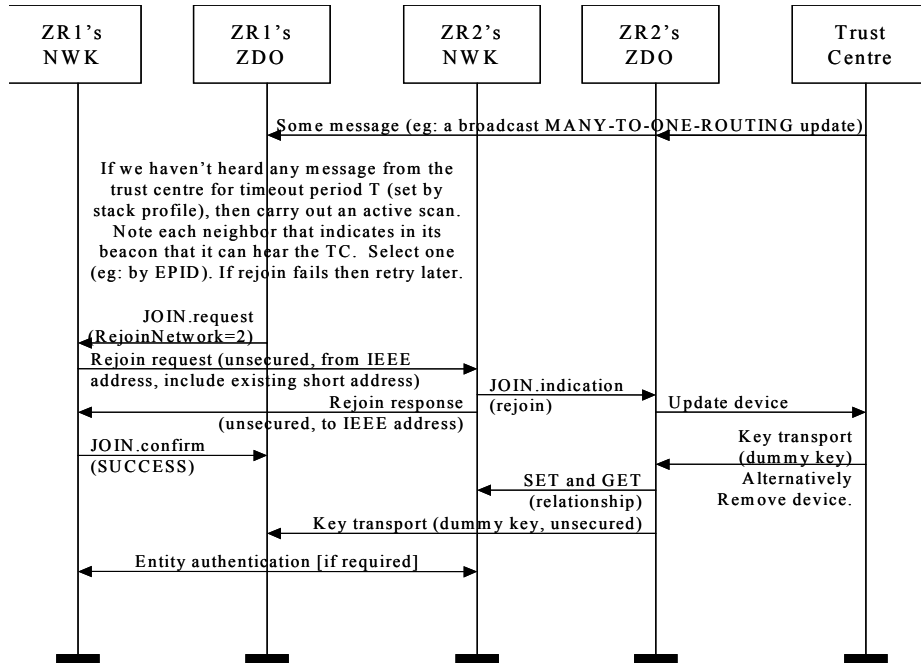 ZR1's
NWK
ZR1's
ZDO
ZR2's
NWK
ZR2's
ZDO
Trust
Centre
Some message (eg: a broadcast MANY-TO-ONE-ROUTING update)
If we haven't heard any message from the
trust centre for timeout period T (set by
stack profile), then carry out an active scan.
Note each neighbor that indicates in its
beacon that it can hear the TC. Select one
(eg: by EPID). If rejoin fails then retry later.
JOIN.request
(RejoinNetwork=2)
Rejoin request (unsecured, from IEEE
address, include existing short address)
JOIN.indication
(rejoin)
Rejoin response
(unsecured, to IEEE address)
Update device
JOIN.confirm
(SUCCESS)
Key transport
(dummy key)
Alternatively
Remove device.
SET and GET
(relationship)
Key transport (dummy key, unsecured)
Entity authentication [if required]